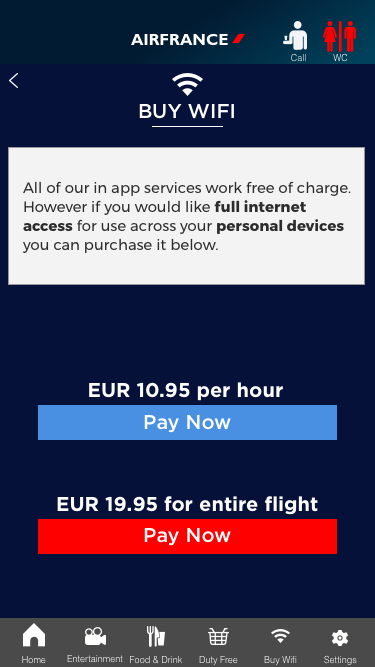 AIRFRANCE
Call
WC
BUY WIFI
All of our in app services work free of charge.
However if you would like full internet
access for use across your personal devices
you can purchase it below.
EUR 10.95 per hour
Pay Now
EUR 19.95 for entire flight
Pay Now
Home
Entertainment
Food & Drink
Duty Free
Buy Wifi
Settings